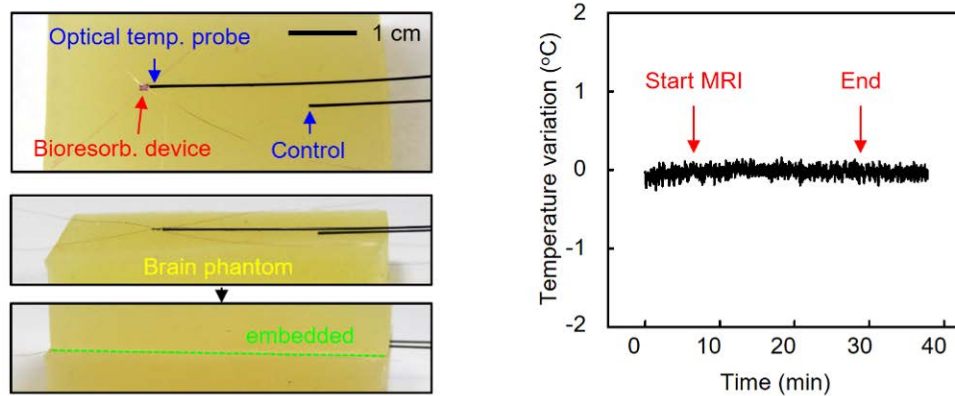 Optical temp. probe
1 cm
Bioresorb. device
Control
Brain phantom
embedded
Temperature variation (oC)
2
1
0
-1
-2
Start MRI
End
0
10
20
30
40
Time (min)